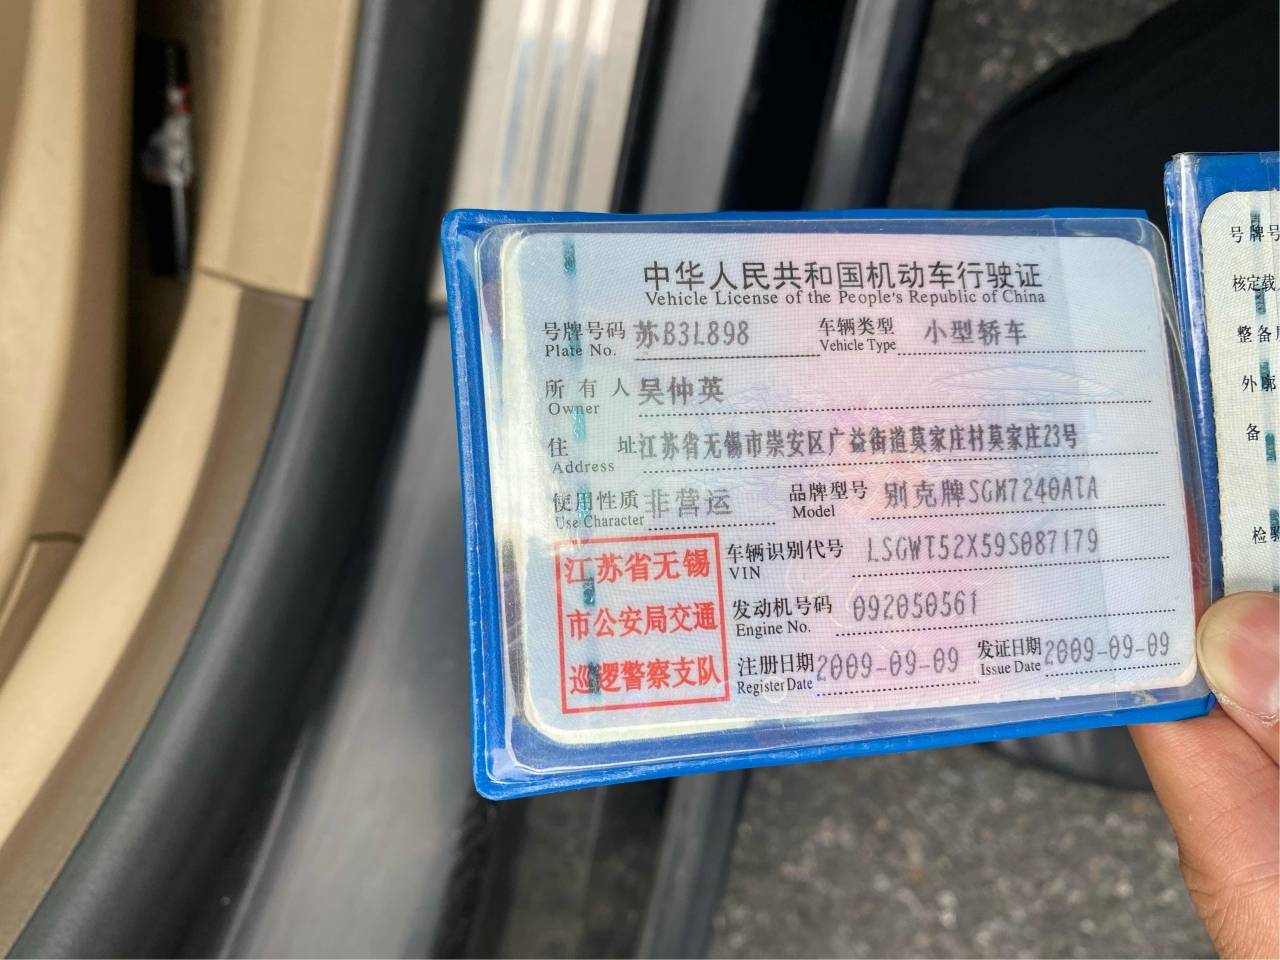 中华人民共和国机动车行驶证
Vehicle License of the People's Republic of China
号牌号码 苏B3L898 车辆类型 小型轿车
Plate No. Vehicle Type
所有人 吴仲英
Owner
住址 江苏省无锡市崇安区广益街道莫家庄村莫家庄23号
Address
使用性质 非营运 品牌型号 别克牌SGM7240ATA
Use Character Model
江苏省无锡
市公安局交通
巡逻警察支队
车辆识别代号 LSGWT52X59S087179
VIN
发动机号码 092050561
Engine No.
注册日期 2009-09-09 发证日期 2009-09-09
Register Date Issue Date
号牌号
核定载
整备
外廓
备
检验